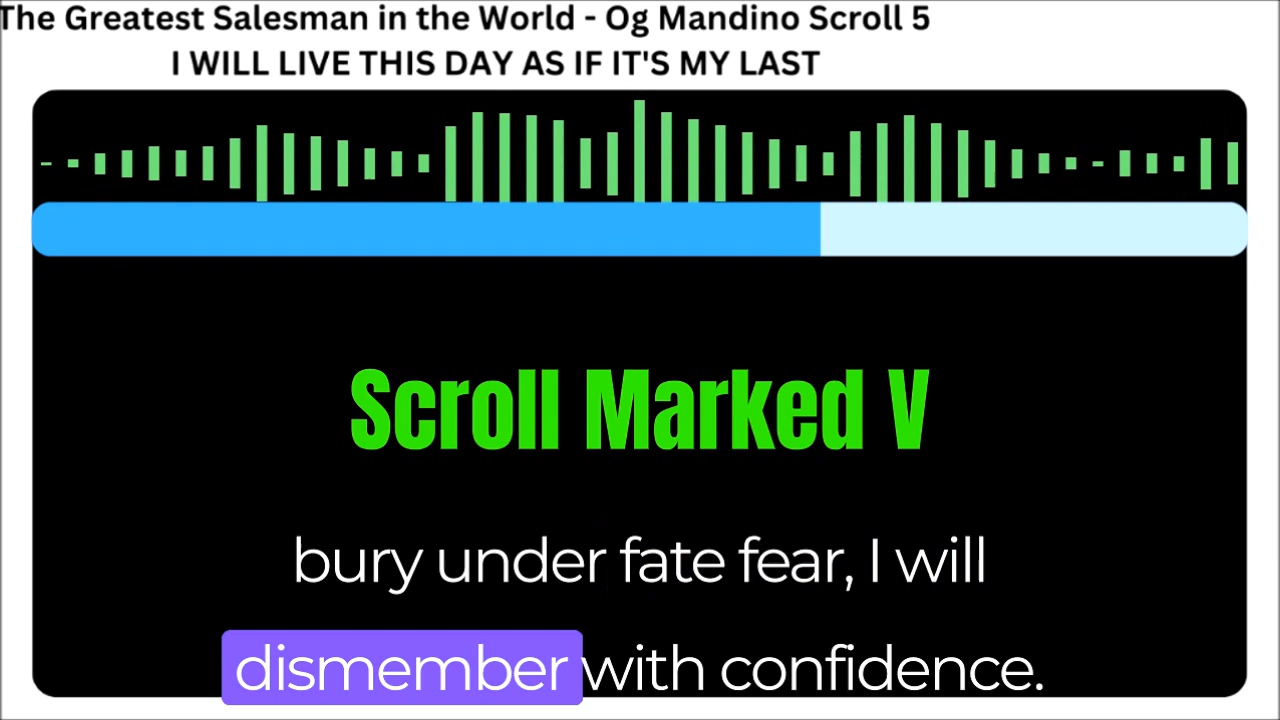 The Greatest Salesman in the World - Og Mandino Scroll 5
I WILL LIVE THIS DAY AS IF IT'S MY LAST
Scroll Marked V
bury under fate fear, I will
dismember with confidence.